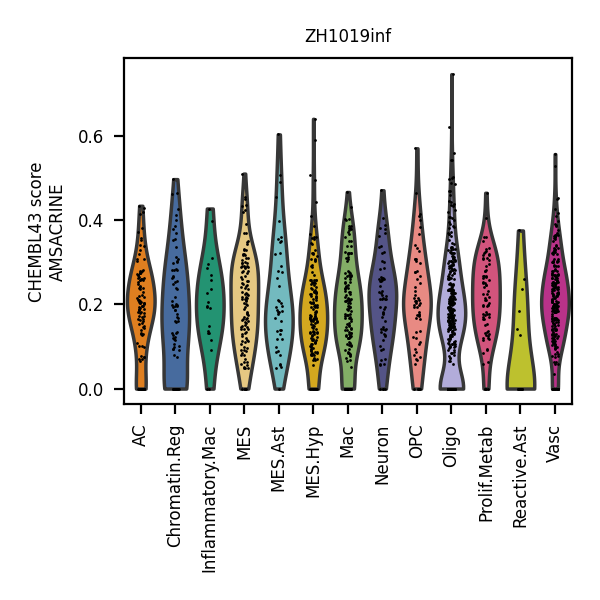 ZH1019inf
CHEMBL43 score
AMSACRINE
0.6
0.4
0.2
0.0
AC
Chromatin.Reg
Inflammatory.Mac
MES
MES.Ast
MES.Hyp
Mac
Neuron
OPC
Oligo
Prolif.Metab
Reactive.Ast
Vasc